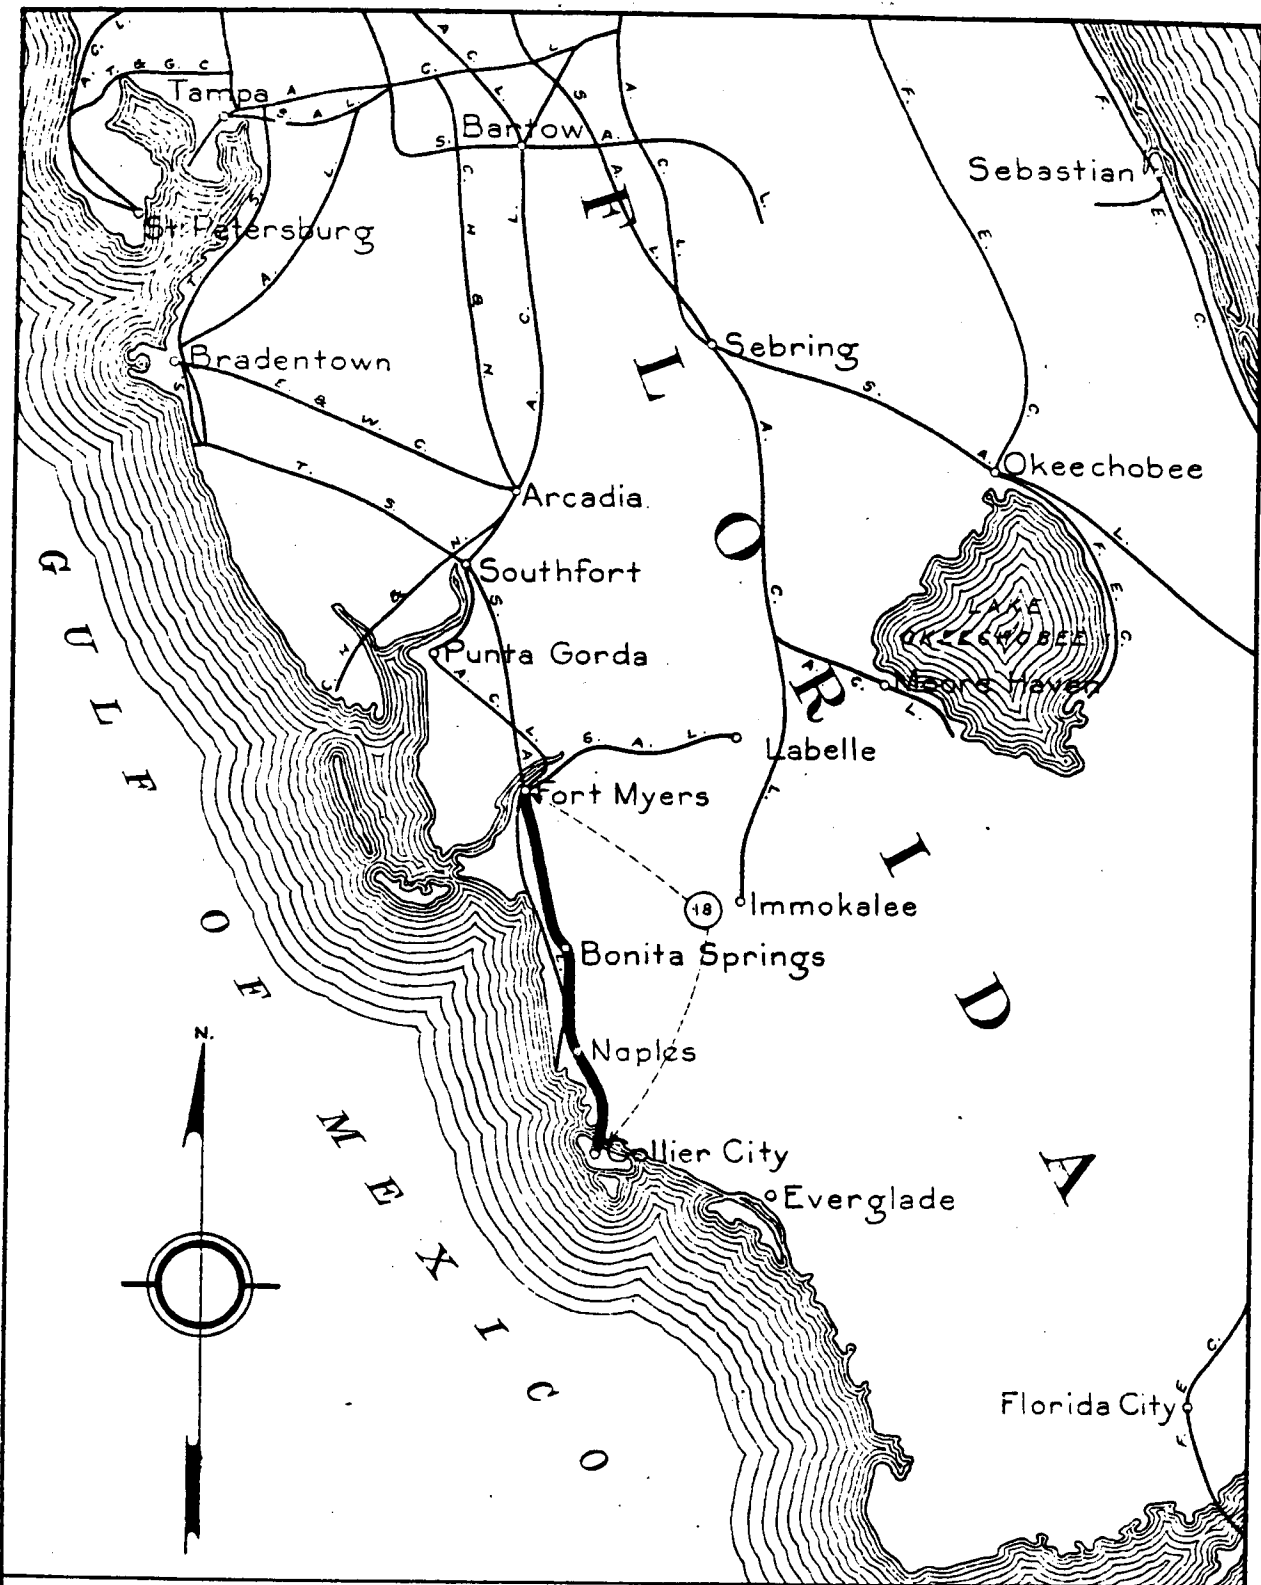 Tampa
Bartow
Sebastian
St. Petersburg
Bradentown
Sebring
Okeechobee
Arcadia
Southfort
LAKE
OKEECHOBEE
Punta Gorda
Moore Haven
Labelle
Fort Myers
18
Immokalee
Bonita Springs
Naples
Collier City
Everglade
Florida City
FLORIDA
GULF OF MEXICO
N.
T. & G. C
A. C. L.
S. A. L.
A. C. L.
S. A. L.
A. C. L.
F. E. C.
F. E. C.
C. H. & N.
A. C. L.
E. & W. C.
T. S.
S. A. L.
C. H. & N.
A. C. L.
S. A. L.
F. E. C.
A. C. L.
A. C. L.
S. A. L.
F. E. C.